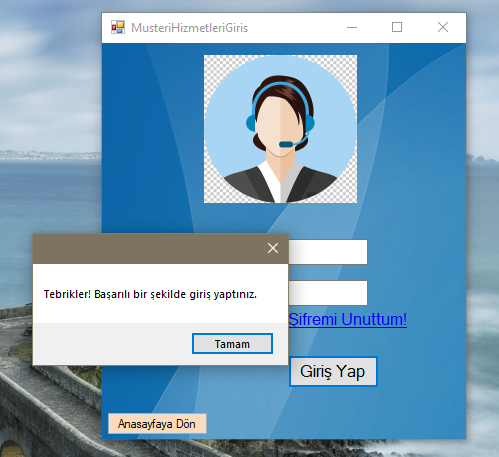 MusteriHizmetleriGiris
Tebrikler! Başarılı bir şekilde giriş yaptınız.
Tamam
Şifremi Unuttum!
Giriş Yap
Anasayfaya Dön